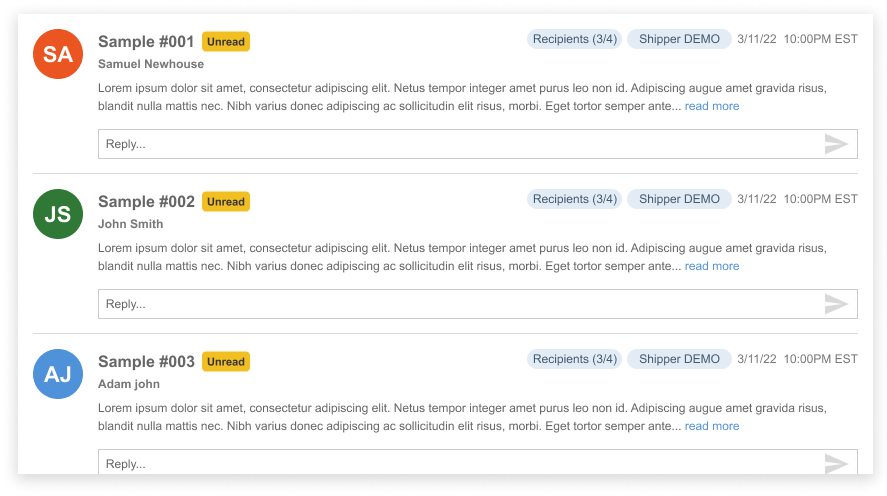 SA
Sample #001 Unread Recipients (3/4) Shipper DEMO 3/11/22 10:00PM EST
Samuel Newhouse
Lorem ipsum dolor sit amet, consectetur adipiscing elit. Netus tempor integer amet purus leo non id. Adipiscing augue amet gravida risus,
blandit nulla mattis nec. Nibh varius donec adipiscing ac sollicitudin elit risus, morbi. Eget tortor semper ante... read more
Reply...
JS
Sample #002 Unread Recipients (3/4) Shipper DEMO 3/11/22 10:00PM EST
John Smith
Lorem ipsum dolor sit amet, consectetur adipiscing elit. Netus tempor integer amet purus leo non id. Adipiscing augue amet gravida risus,
blandit nulla mattis nec. Nibh varius donec adipiscing ac sollicitudin elit risus, morbi. Eget tortor semper ante... read more
Reply...
AJ
Sample #003 Unread Recipients (3/4) Shipper DEMO 3/11/22 10:00PM EST
Adam john
Lorem ipsum dolor sit amet, consectetur adipiscing elit. Netus tempor integer amet purus leo non id. Adipiscing augue amet gravida risus,
blandit nulla mattis nec. Nibh varius donec adipiscing ac sollicitudin elit risus, morbi. Eget tortor semper ante... read more
Reply...